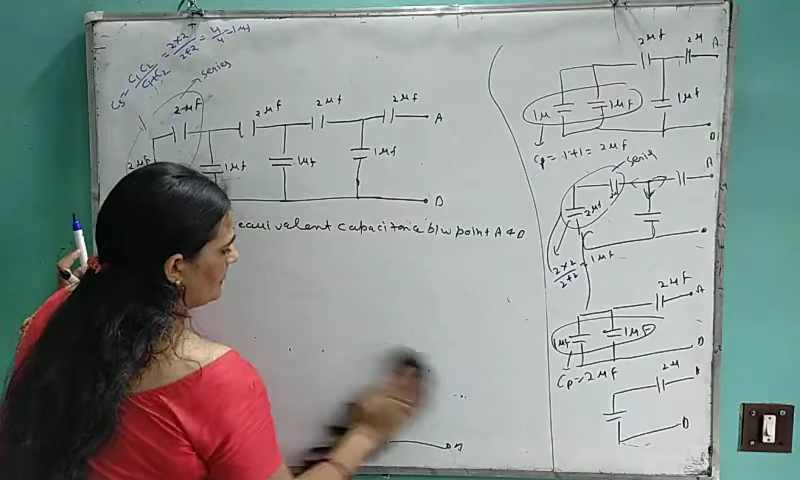 Cs = C1C2/C1+C2 = 2×2/2+2 = 4/4 = 1μf
series
2μf 2μf 2μf 2μf
A
2μf 1μf 1μf 1μf
B
equivalent capacitance b/w point A & B
2μf 2μ A
1μ 1μf 1μf
B
Cp = 1+1 = 2μf
series
A
2μf
2×2/2+2 = 1μf
2μF
A
1μf 1μF
B
Cp = 2μf
2μ
B